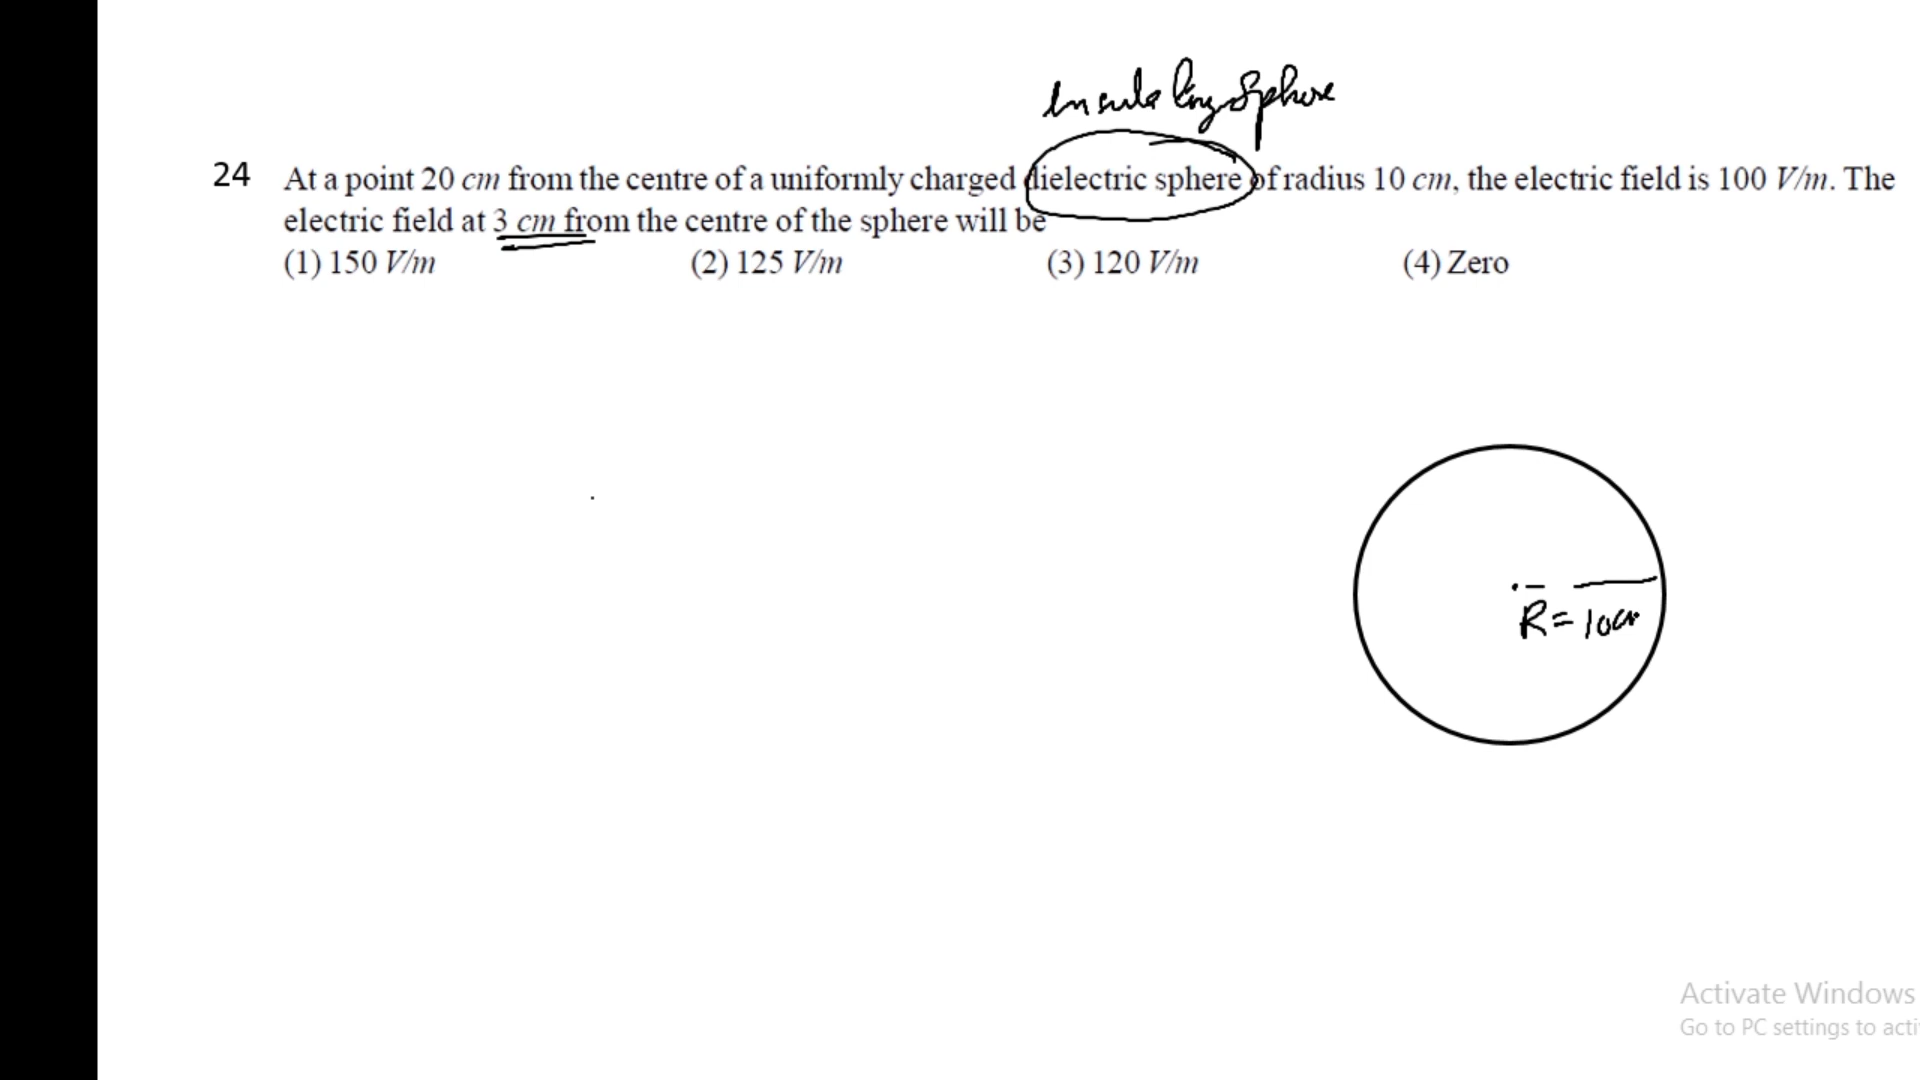 Insulating Sphere
24 At a point 20 cm from the centre of a uniformly charged dielectric sphere of radius 10 cm, the electric field is 100 V/m. The
electric field at 3 cm from the centre of the sphere will be
(1) 150 V/m (2) 125 V/m (3) 120 V/m (4) Zero
R = 10cm
Activate Windows
Go to PC settings to acti